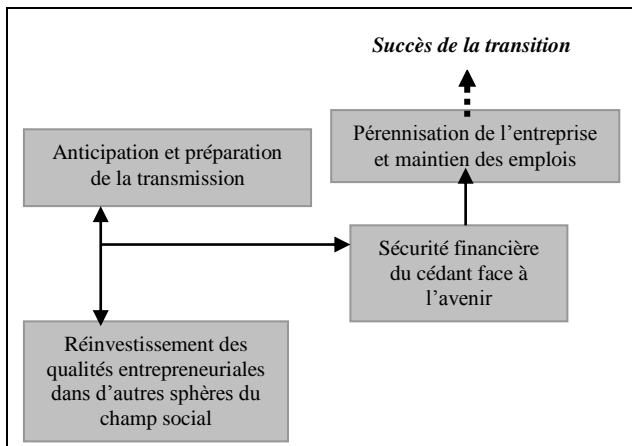 Succès de la transition
Pérennisation de l’entreprise
et maintien des emplois
Anticipation et préparation
de la transmission
Sécurité financière
du cédant face à
l’avenir
Réinvestissement des
qualités entrepreneuriales
dans d’autres sphères du
champ social